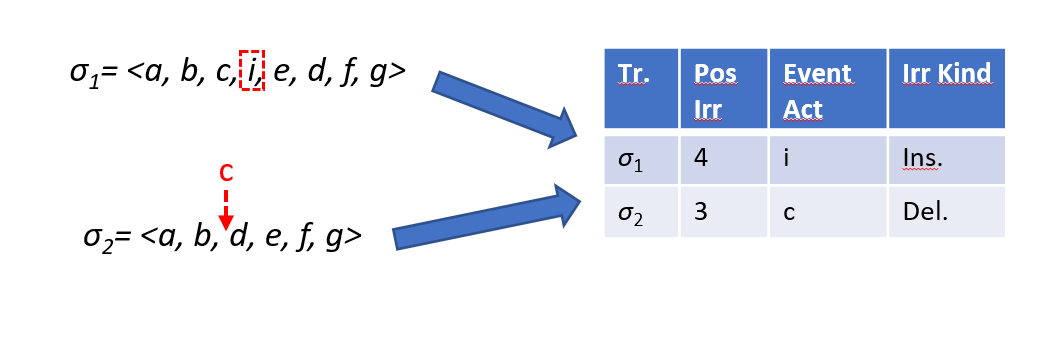 σ1= <a, b, c, i, e, d, f, g>
c
σ2= <a, b, d, e, f, g>
Tr. Pos Irr Event Act Irr Kind
σ1 4 i Ins.
σ2 3 c Del.